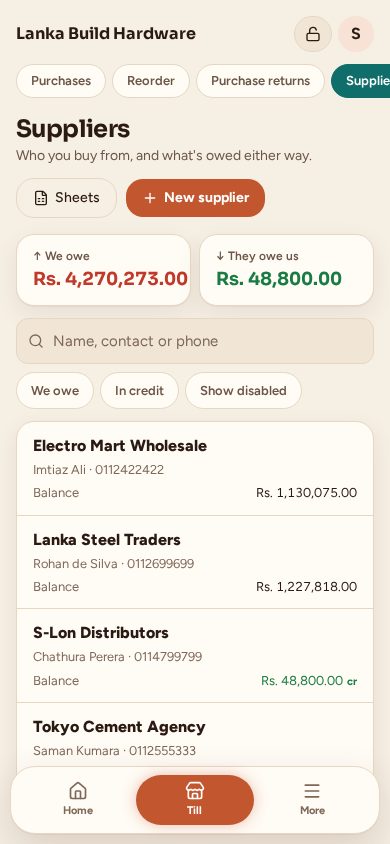 Lanka Build Hardware
S
Purchases
Reorder
Purchase returns
Supplie
Suppliers
Who you buy from, and what's owed either way.
Sheets
+ New supplier
↑ We owe
Rs. 4,270,273.00
↓ They owe us
Rs. 48,800.00
Name, contact or phone
We owe
In credit
Show disabled
Electro Mart Wholesale
Imtiaz Ali · 0112422422
Balance Rs. 1,130,075.00
Lanka Steel Traders
Rohan de Silva · 0112699699
Balance Rs. 1,227,818.00
S-Lon Distributors
Chathura Perera · 0114799799
Balance Rs. 48,800.00 cr
Tokyo Cement Agency
Saman Kumara · 0112555333
Home
Till
More